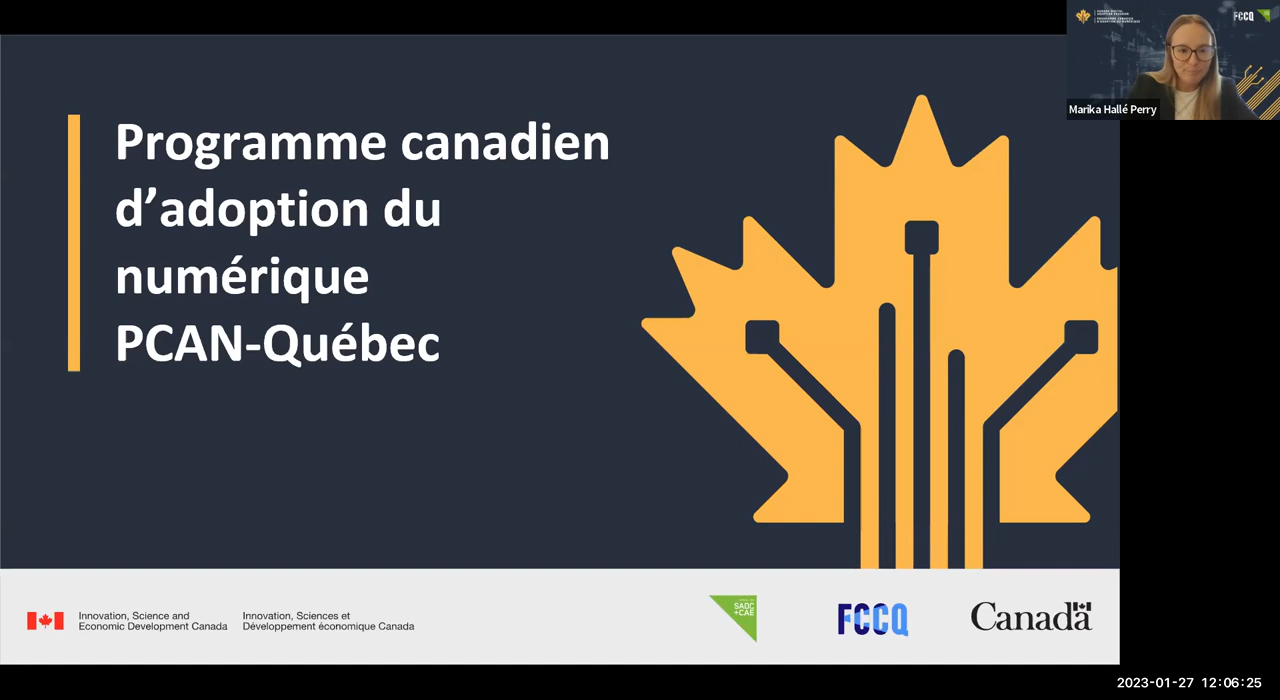 Programme canadien
d’adoption du
numérique
PCAN-Québec
FCCQ
Marika Hallé Perry
Innovation, Science and
Economic Development Canada
Innovation, Sciences et
Développement économique Canada
SADC
+CAE
FCCQ
Canada
2023-01-27 12:06:25